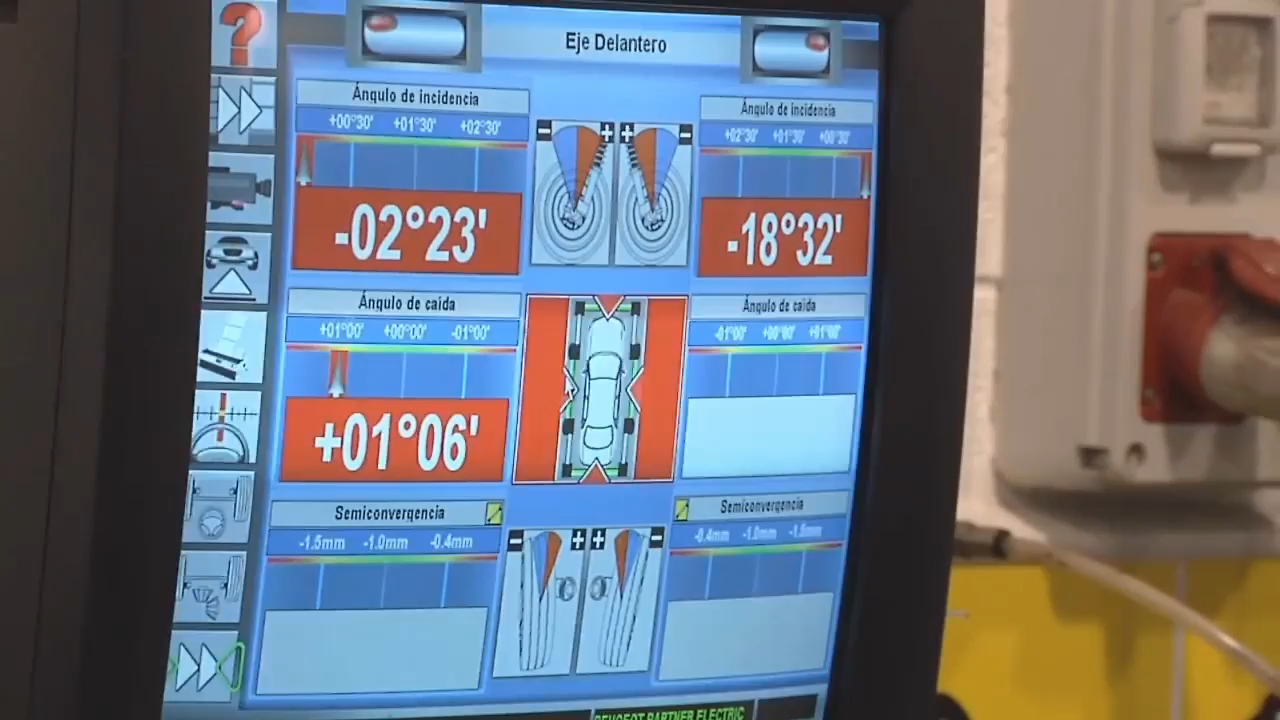 Eje Delantero
Ángulo de incidencia
+00°30' +01°30' +02°30'
-02°23'
Ángulo de incidencia
+02°30' +01°30' +00°30'
-18°32'
Ángulo de caída
+01°00' +00°00' -01°00'
+01°06'
Ángulo de caída
-01°00' +00°00' +01°00'
Semiconvergencia
-1.5mm -1.0mm -0.4mm
Semiconvergencia
-0.4mm -1.0mm -1.5mm
PEUGEOT PARTNER ELECTRIC